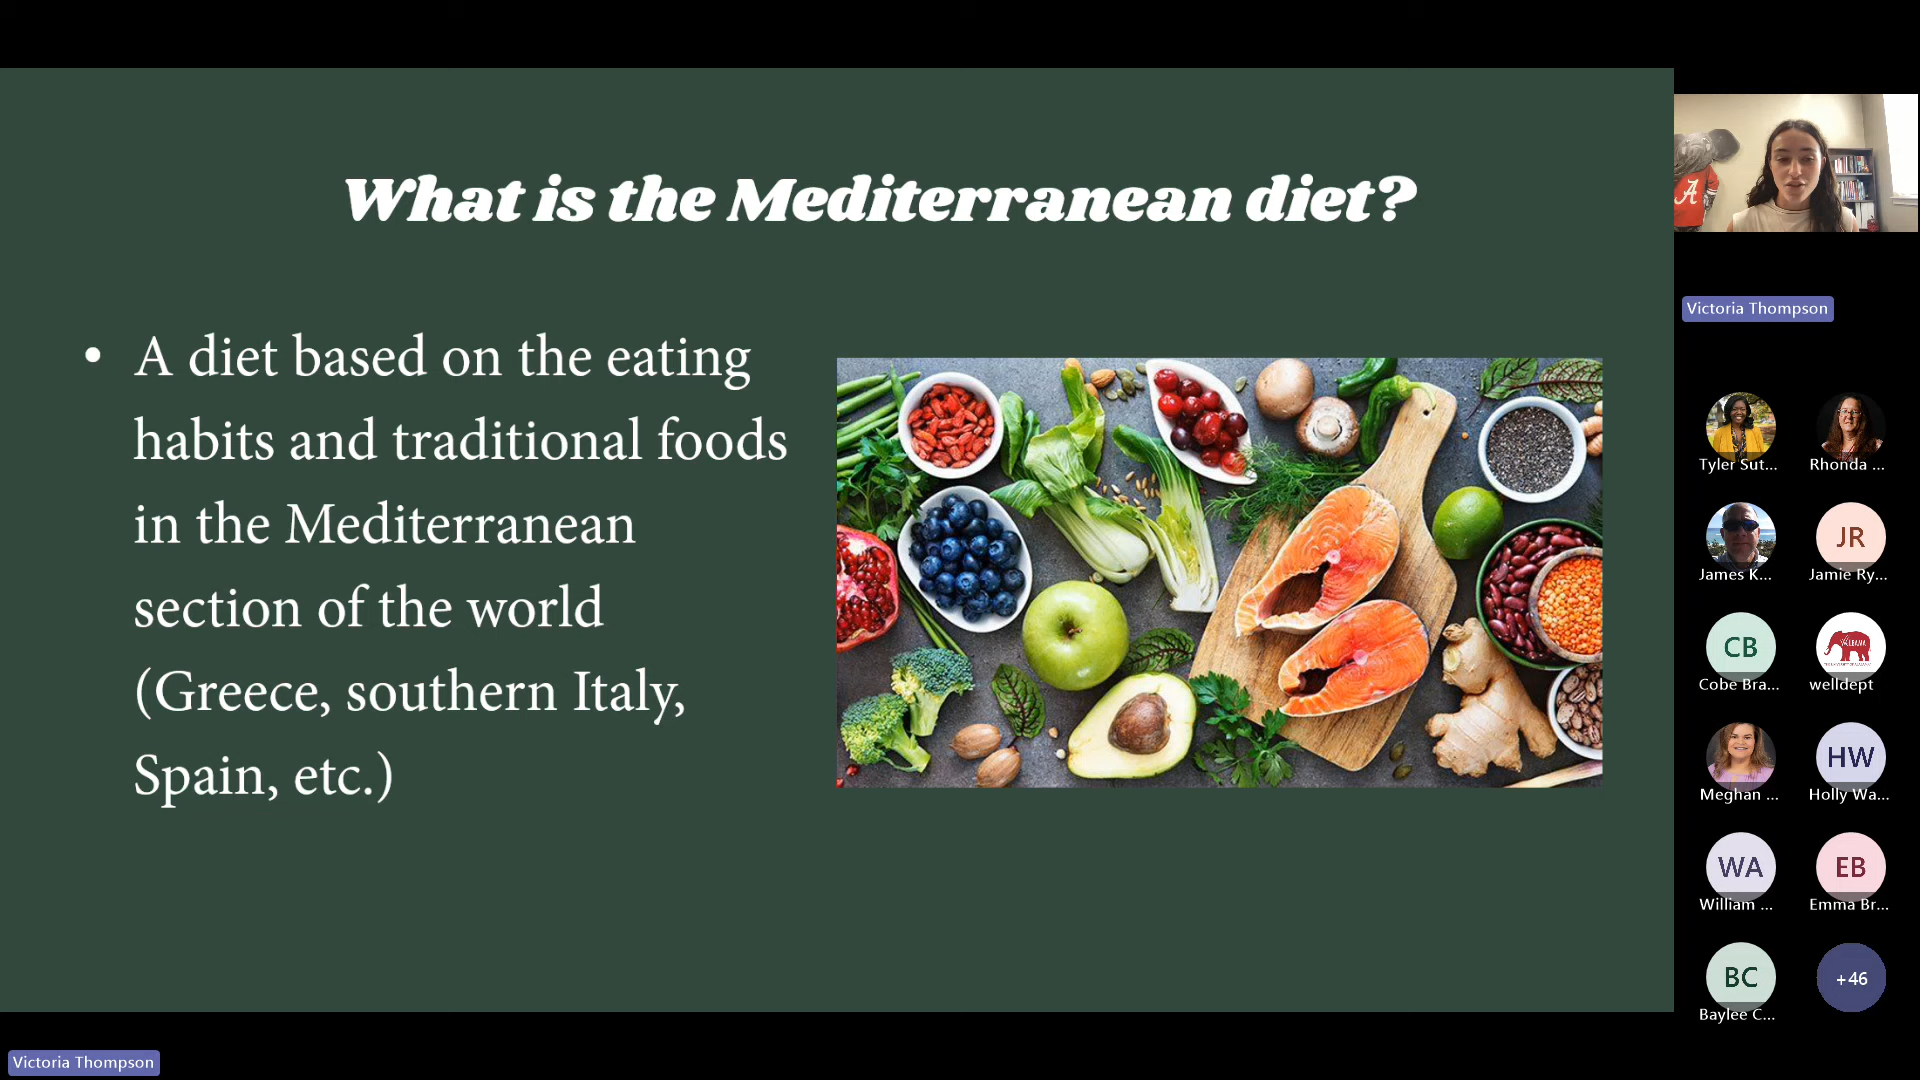 What is the Mediterranean diet?
• A diet based on the eating
habits and traditional foods
in the Mediterranean
section of the world
(Greece, southern Italy,
Spain, etc.)
A
Victoria Thompson
Tyler Sut...
Rhonda ...
James K...
JR
Jamie Ry...
CB
Cobe Bra...
welldept
Meghan ...
HW
Holly Wa...
WA
William ...
EB
Emma Br...
BC
Baylee C...
+46
Victoria Thompson